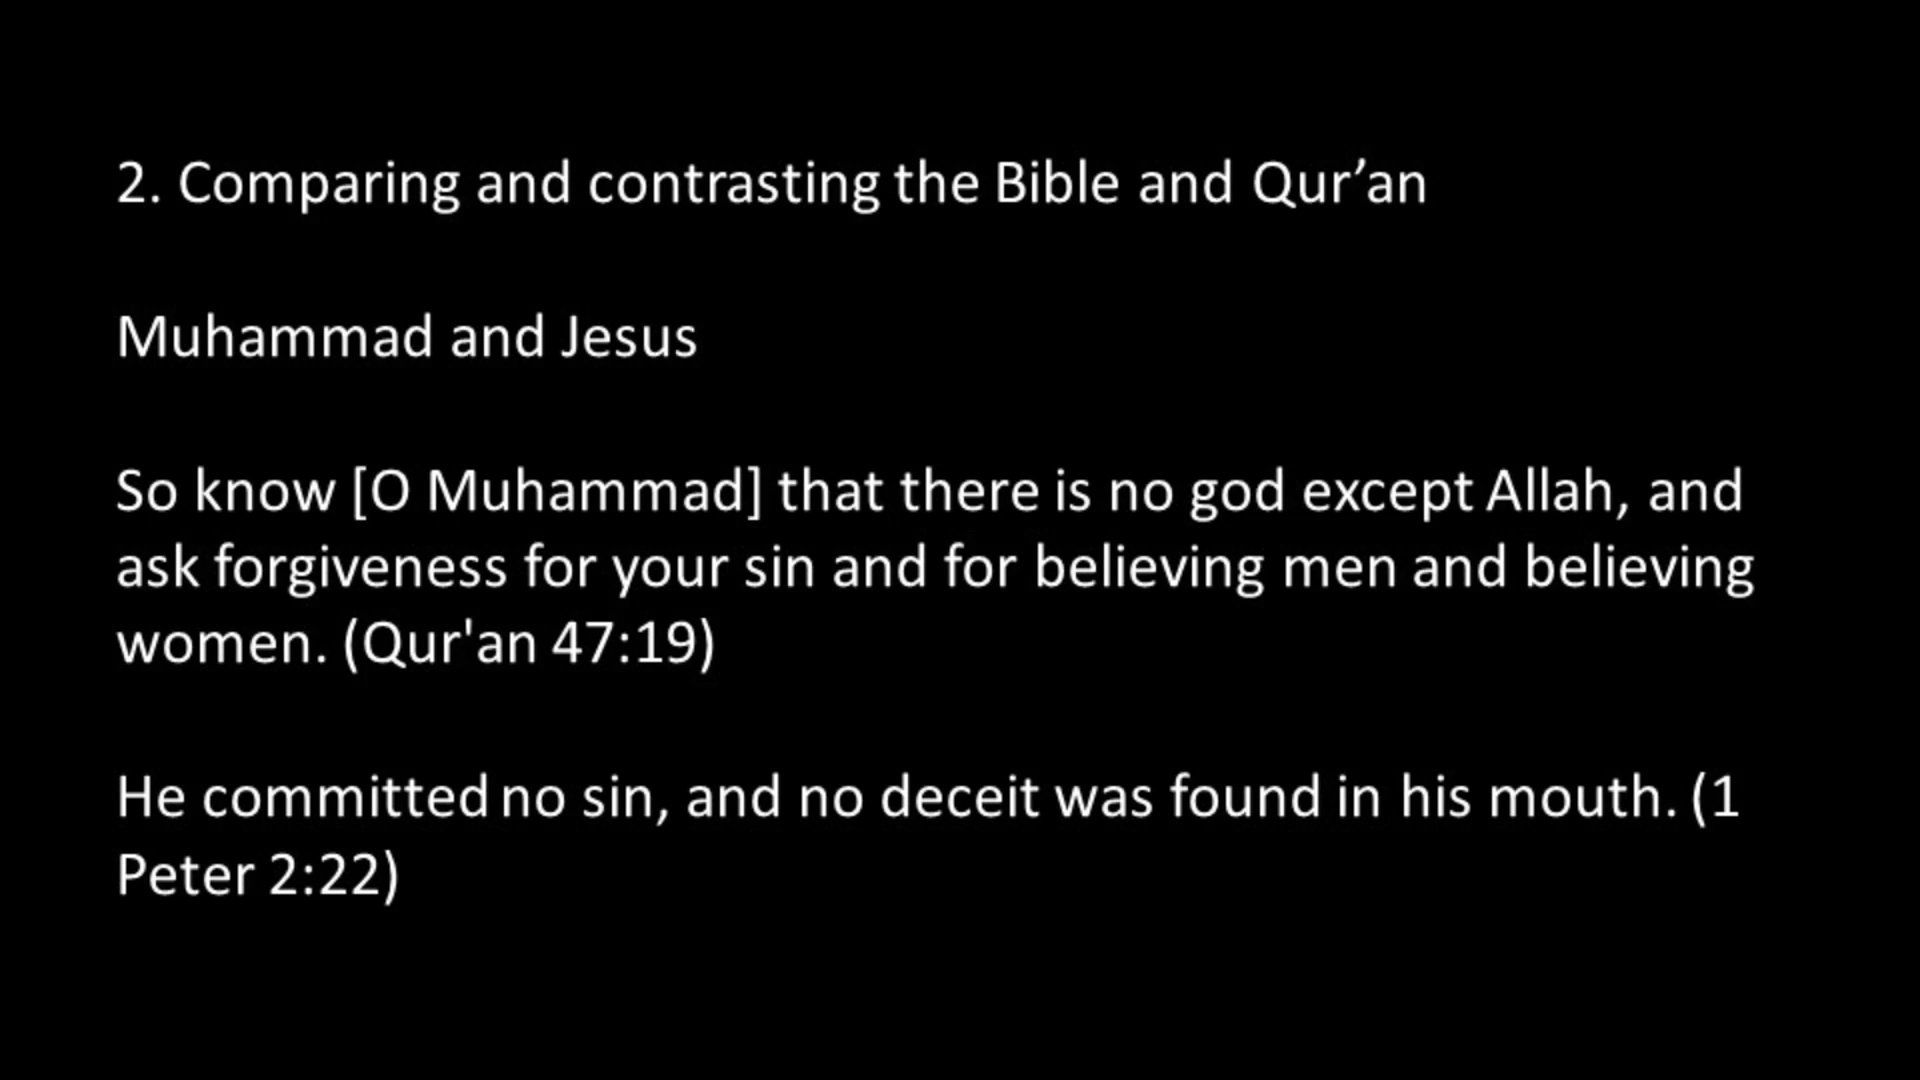 2. Comparing and contrasting the Bible and Qur’an
Muhammad and Jesus
So know [O Muhammad] that there is no god except Allah, and
ask forgiveness for your sin and for believing men and believing
women. (Qur'an 47:19)
He committed no sin, and no deceit was found in his mouth. (1
Peter 2:22)